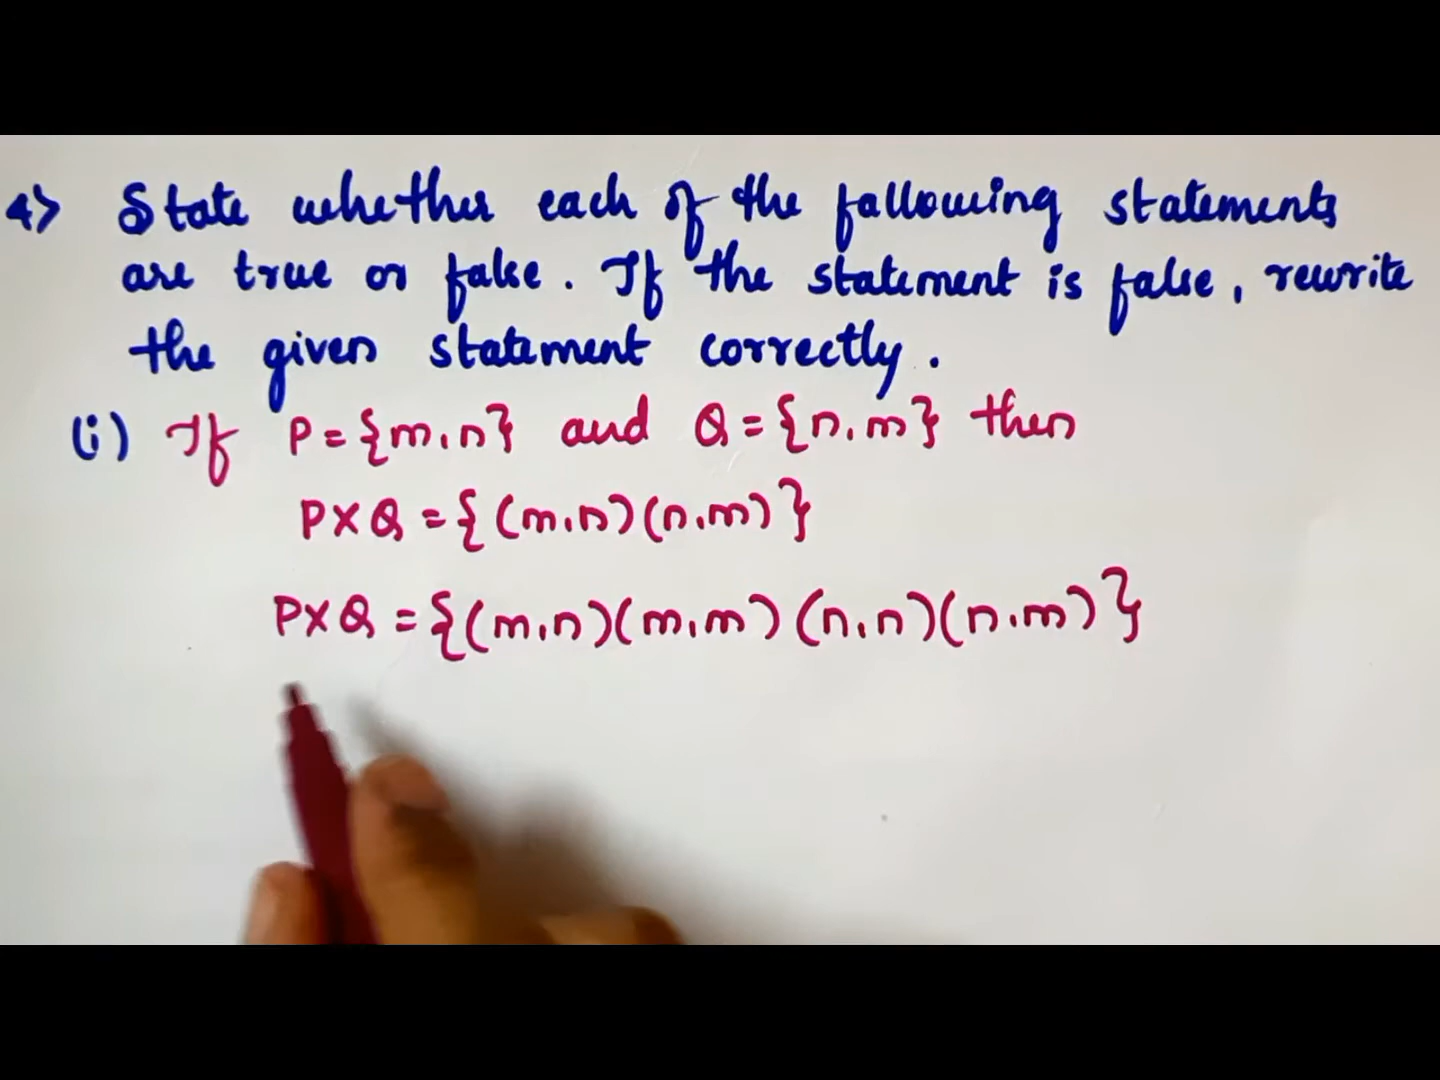 4) State whether each of the following statements
are true or false. If the statement is false, rewrite
the given statement correctly.
(i) If P={m,n} and Q={n,m} then
P×Q={(m,n)(n,m)}
P×Q={(m,n)(m,m)(n,n)(n,m)}